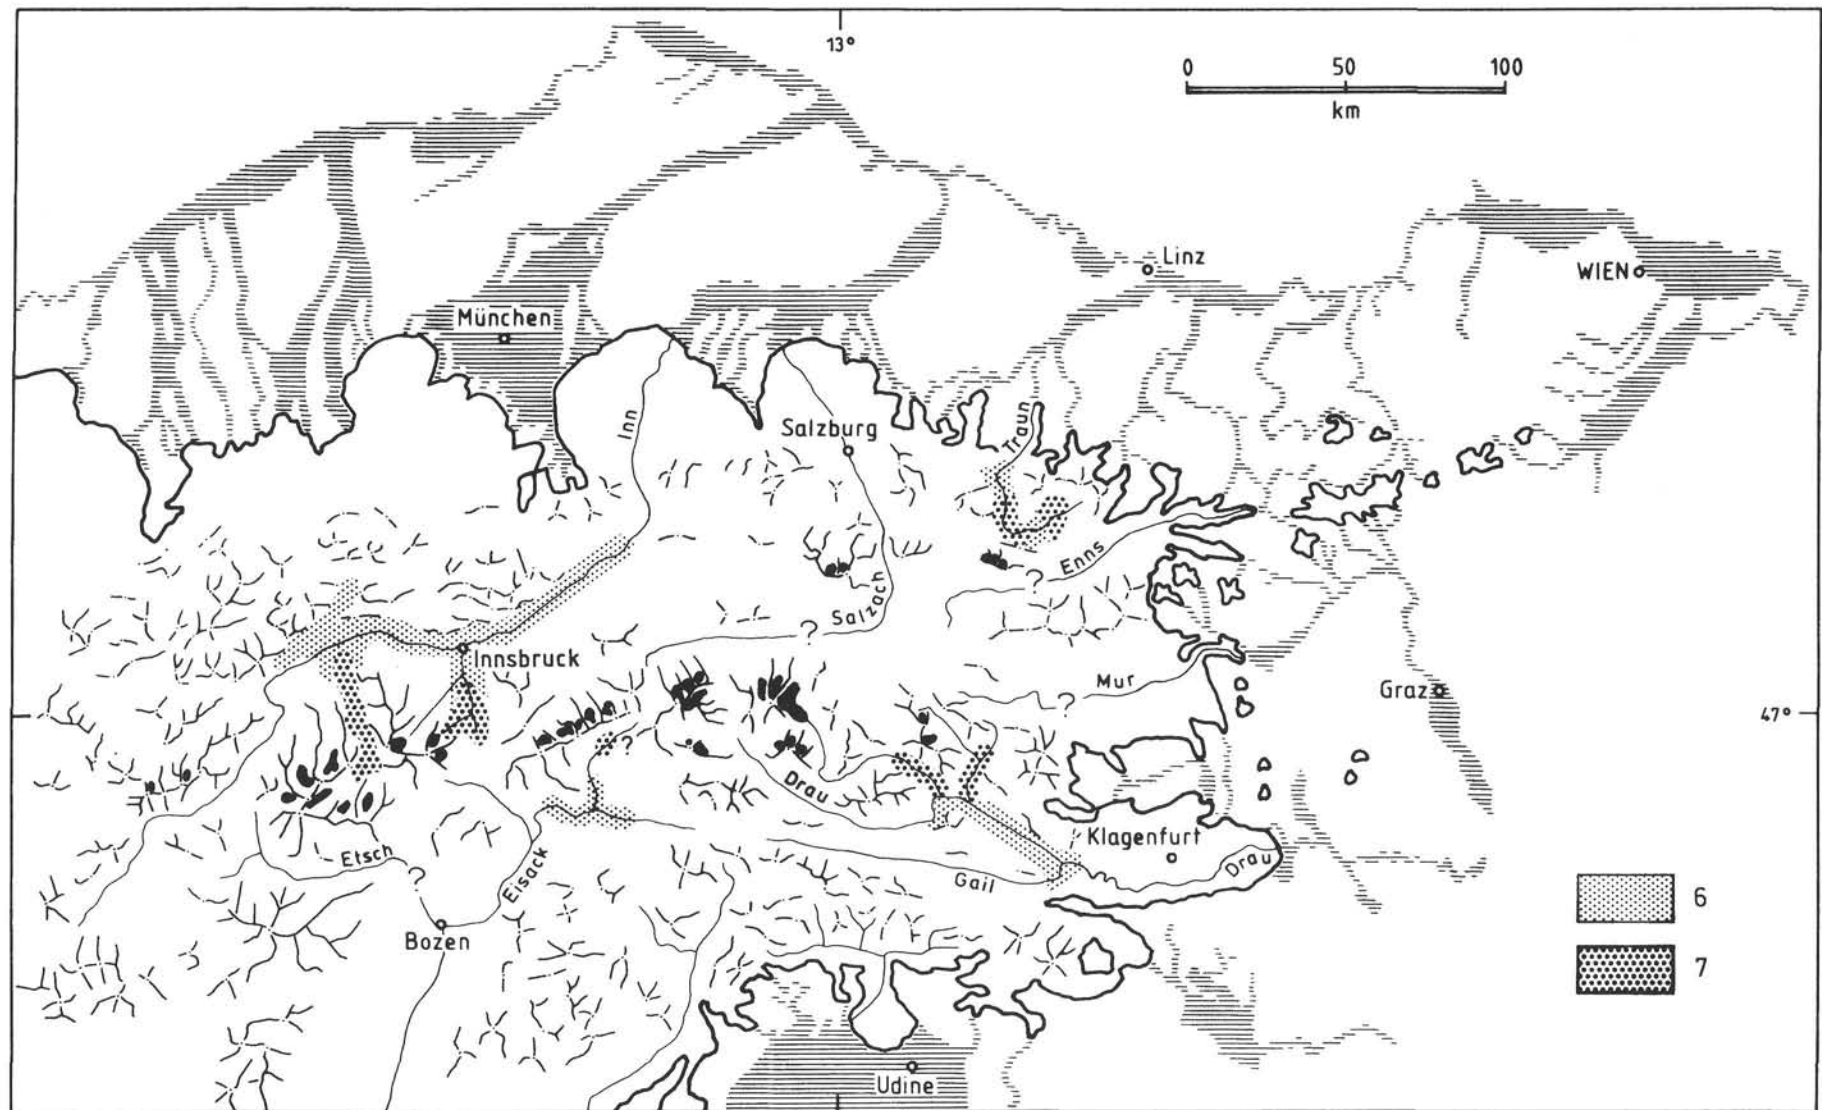 13°
0 50 100
km
Linz
WIEN
München
Inn
Salzburg
Traun
Enns
?
Salzach
?
Innsbruck
Mur
?
Graz
47°
?
Drau
Klagenfurt
Etsch
?
Eisack
Gail
Drau
6
Bozen
7
Udine